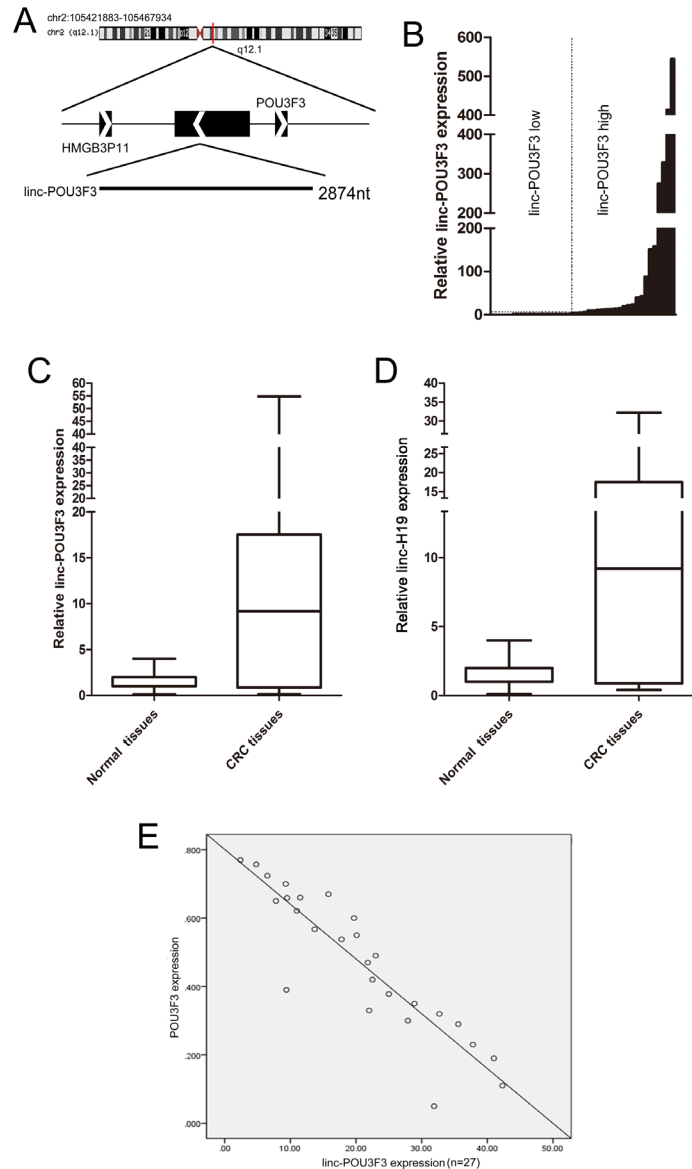 A
chr2:105421883-105467934
chr2 (q12.1)
q12.1
POU3F3
HMGB3P11
linc-POU3F3
2874nt
B
Relative linc-POU3F3 expression
600
500
400
300
200
200
100
0
linc-POU3F3 low
linc-POU3F3 high
C
Relative linc-POU3F3 expression
60
55
50
45
40
40
35
30
25
20
20
15
10
5
0
Normal tissues
CRC tissues
D
Relative linc-H19 expression
40
35
30
25
20
15
10
5
0
Normal tissues
CRC tissues
E
POU3F3 expression
.800
.600
.400
.200
.000
.00
10.00
20.00
30.00
40.00
50.00
linc-POU3F3 expression (n=27)